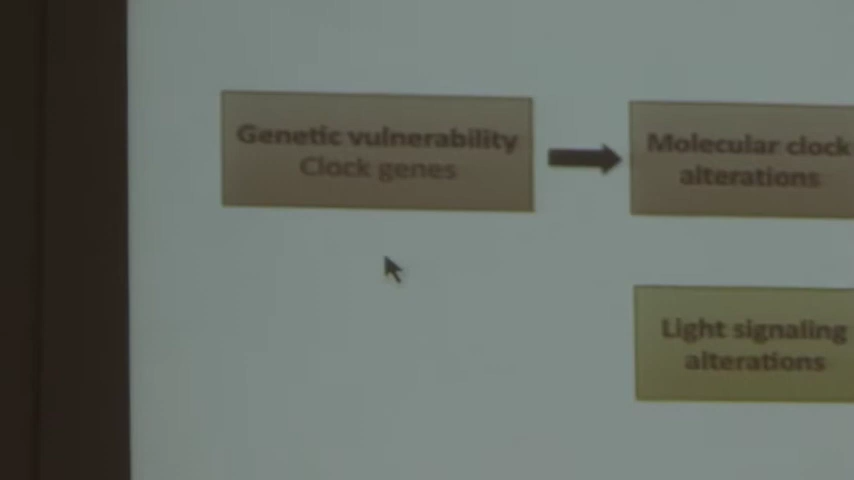 Genetic vulnerability
Clock genes
Molecular clock
alterations
Light signaling
alterations